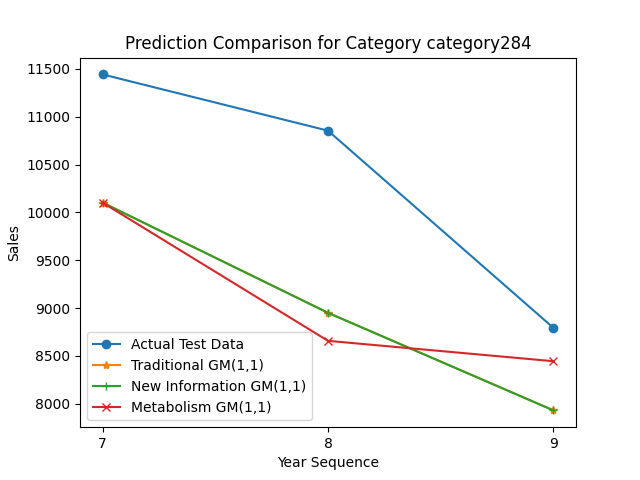 Prediction Comparison for Category category284
Sales
11500
11000
10500
10000
9500
9000
8500
8000
Actual Test Data
Traditional GM(1,1)
New Information GM(1,1)
Metabolism GM(1,1)
7
8
9
Year Sequence